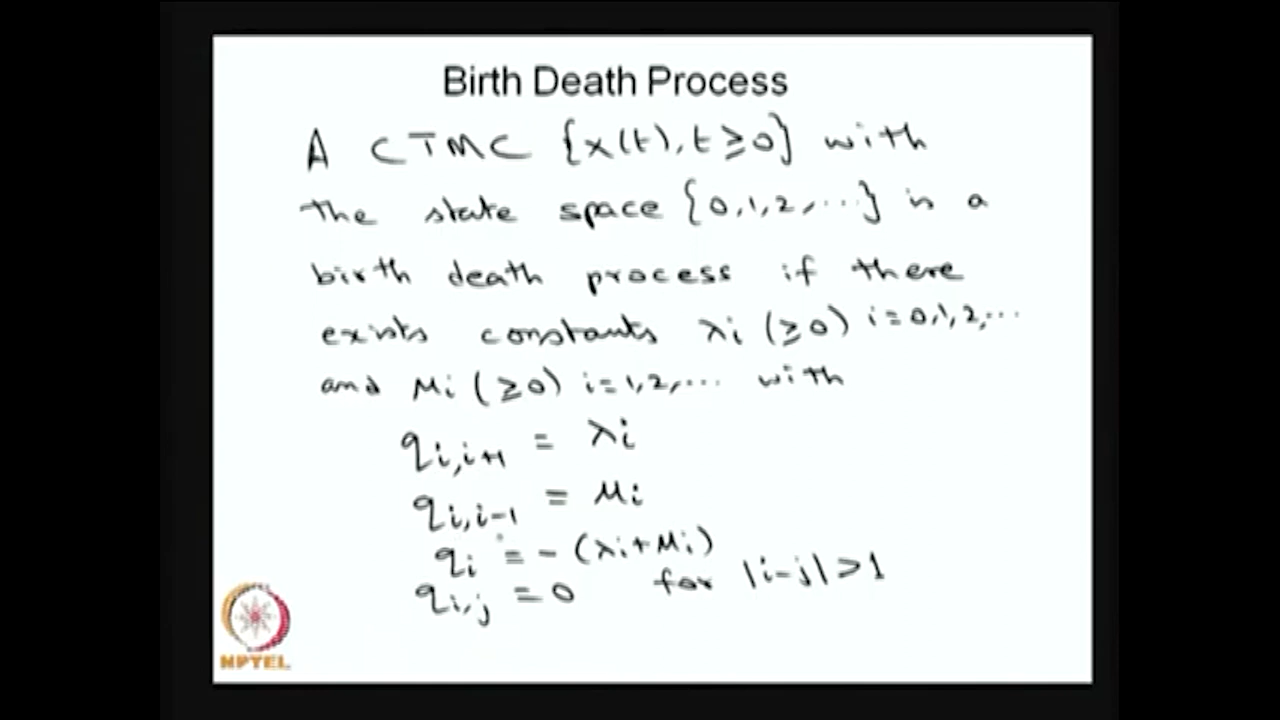 Birth Death Process
A CTMC {x(t), t≥0} with
the state space {0,1,2,...} is a
birth death process if there
exists constants λi (≥0) i=0,1,2,...
and μi (≥0) i=1,2,... with
qi,i+1 = λi
qi,i-1 = μi
qi = -(λi+μi)
qi,j = 0 for |i-j|>1
NPTEL